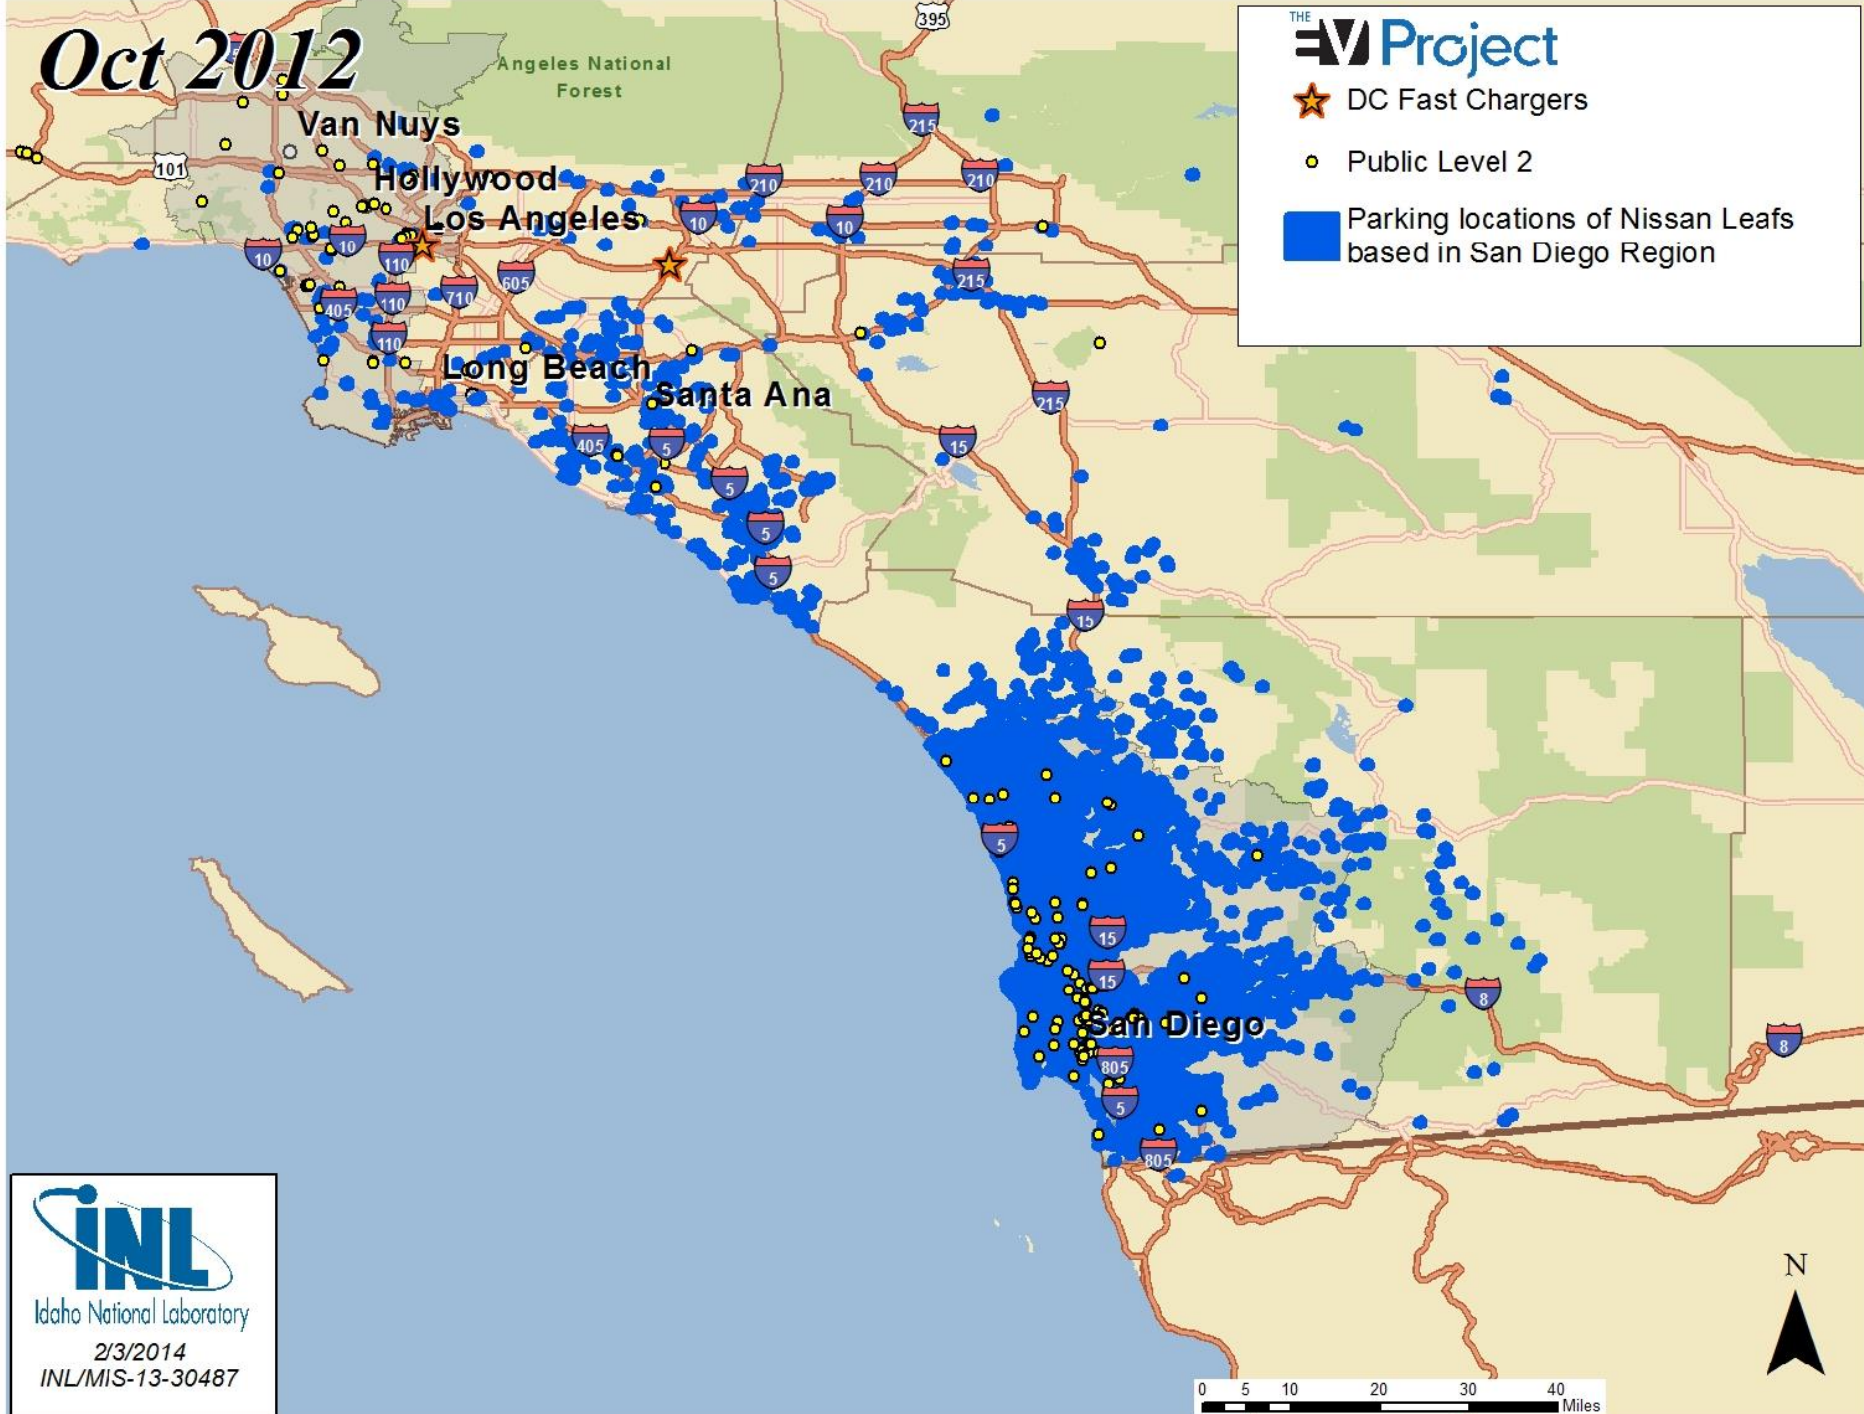 Oct 2012
THE
EV Project
DC Fast Chargers
Public Level 2
Parking locations of Nissan Leafs
based in San Diego Region
395
5
Angeles National
Forest
Van Nuys
215
101
Hollywood
210
210
210
Los Angeles
10
10
10
10
110
605
215
405
110
710
110
Long Beach
Santa Ana
215
405
5
15
5
5
5
15
5
15
15
8
San Diego
8
805
5
805
INL
Idaho National Laboratory
2/3/2014
INL/MIS-13-30487
N
0 5 10 20 30 40
Miles